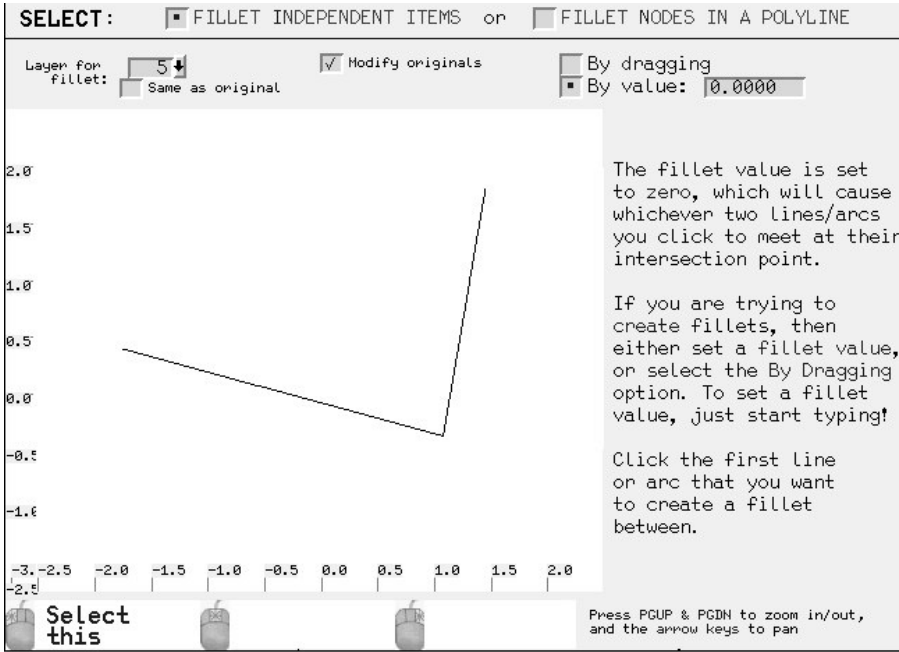 SELECT: FILLET INDEPENDENT ITEMS or FILLET NODES IN A POLYLINE
Layer for fillet: 5
Same as original
Modify originals
By dragging
By value: 0.0000
The fillet value is set
to zero, which will cause
whichever two lines/arcs
you click to meet at their
intersection point.
If you are trying to
create fillets, then
either set a fillet value,
or select the By Dragging
option. To set a fillet
value, just start typing!
Click the first line
or arc that you want
to create a fillet
between.
2.0
1.5
1.0
0.5
0.0
-0.5
-1.0
-3. -2.5 -2.0 -1.5 -1.0 -0.5 0.0 0.5 1.0 1.5 2.0
-2.5
Select
this
Press PGUP & PGDN to zoom in/out,
and the arrow keys to pan